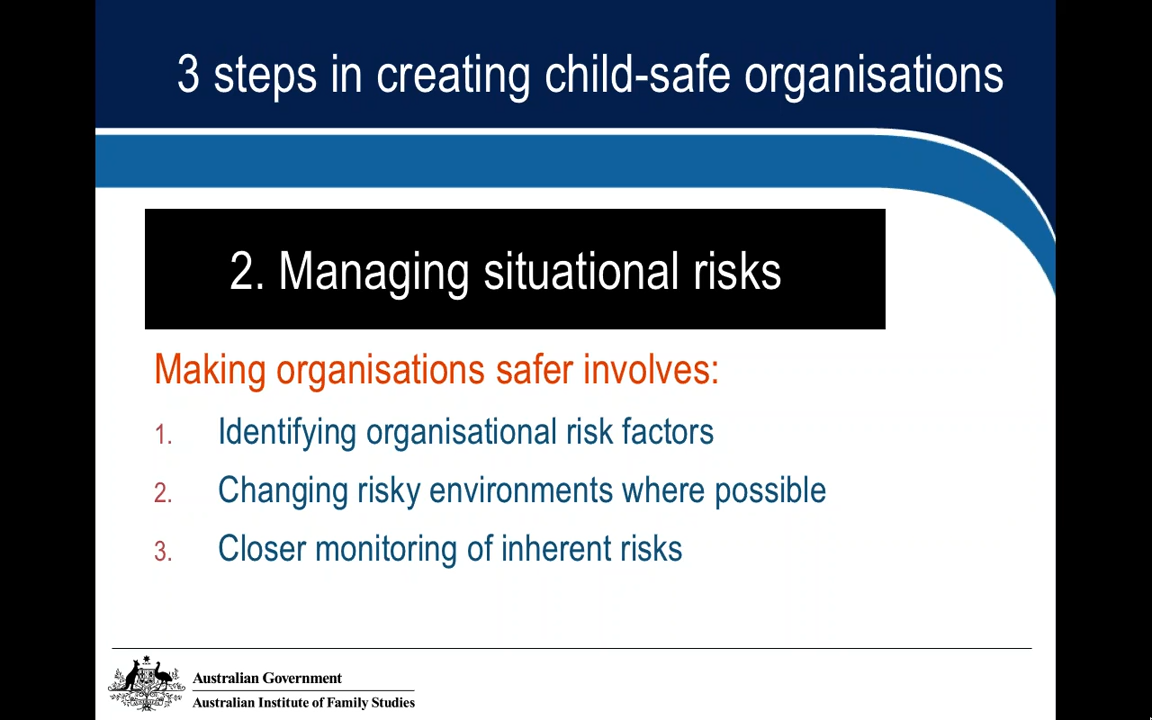 3 steps in creating child-safe organisations
2. Managing situational risks
Making organisations safer involves:
1. Identifying organisational risk factors
2. Changing risky environments where possible
3. Closer monitoring of inherent risks
Australian Government
Australian Institute of Family Studies